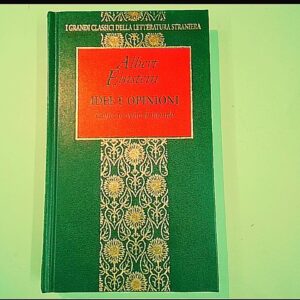 I GRANDI CLASSICI DELLA LETTERATURA STRANIERA
Albert
Einstein
IDEE E OPINIONI